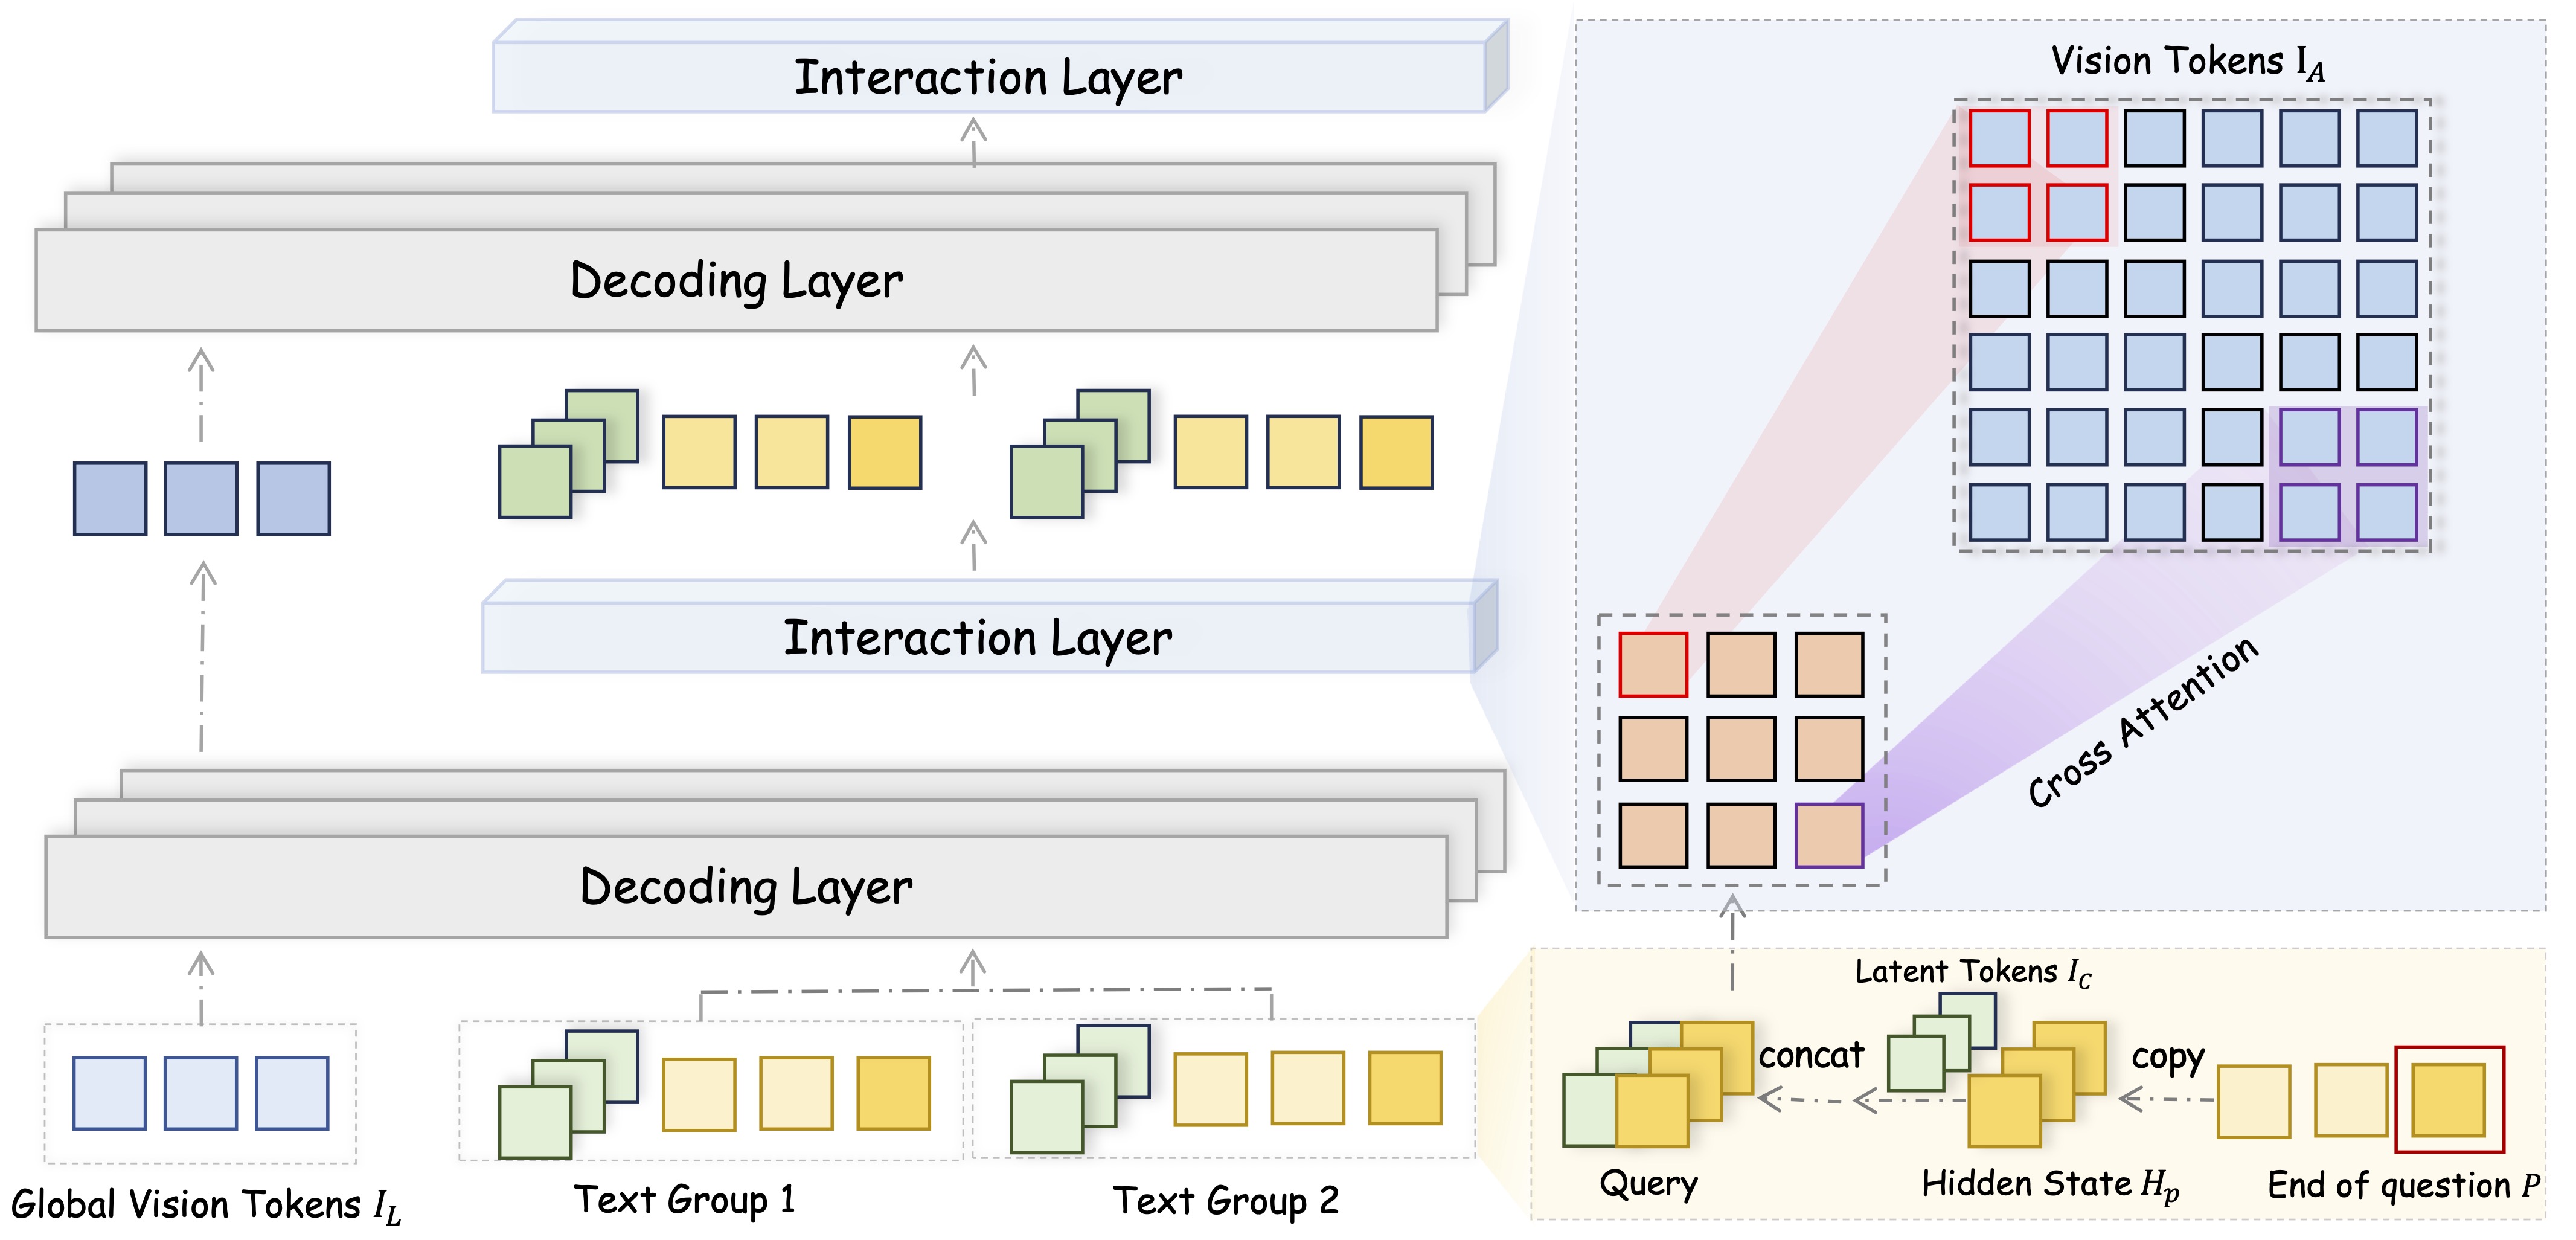 Interaction Layer
Decoding Layer
Interaction Layer
Decoding Layer
Global Vision Tokens I_L
Text Group 1
Text Group 2
Vision Tokens I_A
Cross Attention
Latent Tokens I_C
concat
copy
Query
Hidden State H_p
End of question P